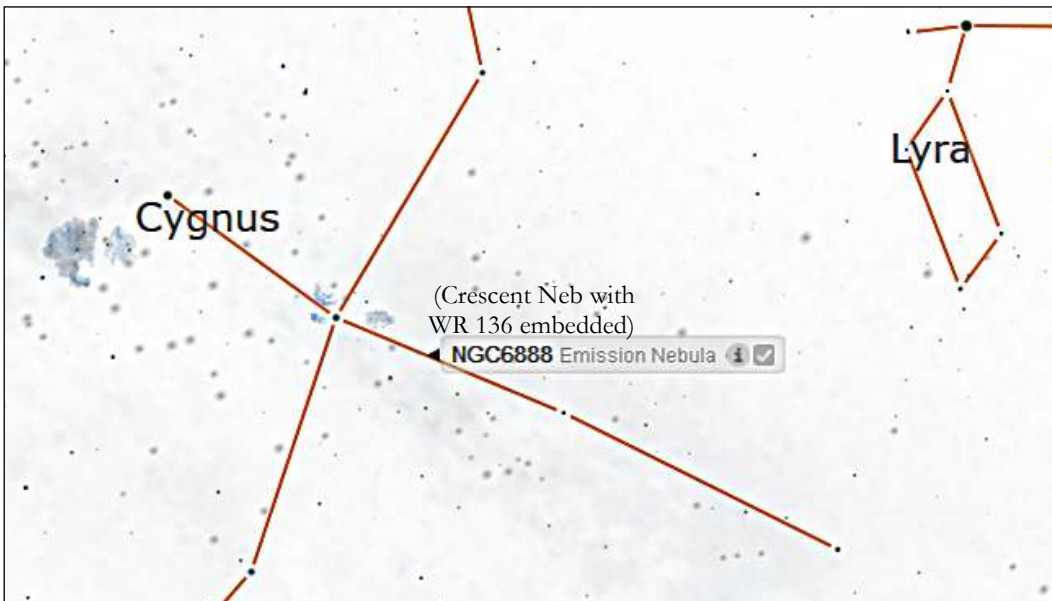 Lyra
Cygnus
(Crescent Neb with
WR 136 embedded)
NGC6888 Emission Nebula i